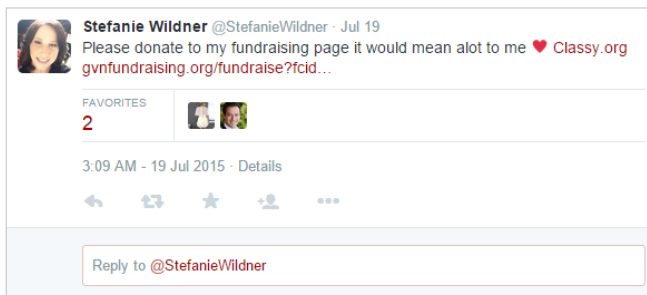 Stefanie Wildner @StefanieWildner · Jul 19
Please donate to my fundraising page it would mean alot to me ♥ Classy.org
gvnfundraising.org/fundraise?fcid…
FAVORITES
2
3:09 AM - 19 Jul 2015 · Details
Reply to @StefanieWildner